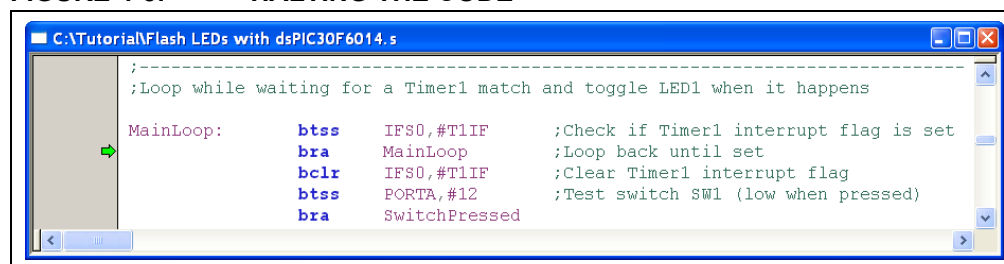 FIGURE 4-6: HALTING THE CODE
C:\Tutorial\Flash LEDs with dsPIC30F6014.s
;------------------------------------------------------------------------------
;Loop while waiting for a Timer1 match and toggle LED1 when it happens
MainLoop: btss IFS0,#T1IF ;Check if Timer1 interrupt flag is set
bra MainLoop ;Loop back until set
bclr IFS0,#T1IF ;Clear Timer1 interrupt flag
btss PORTA,#12 ;Test switch SW1 (low when pressed)
bra SwitchPressed